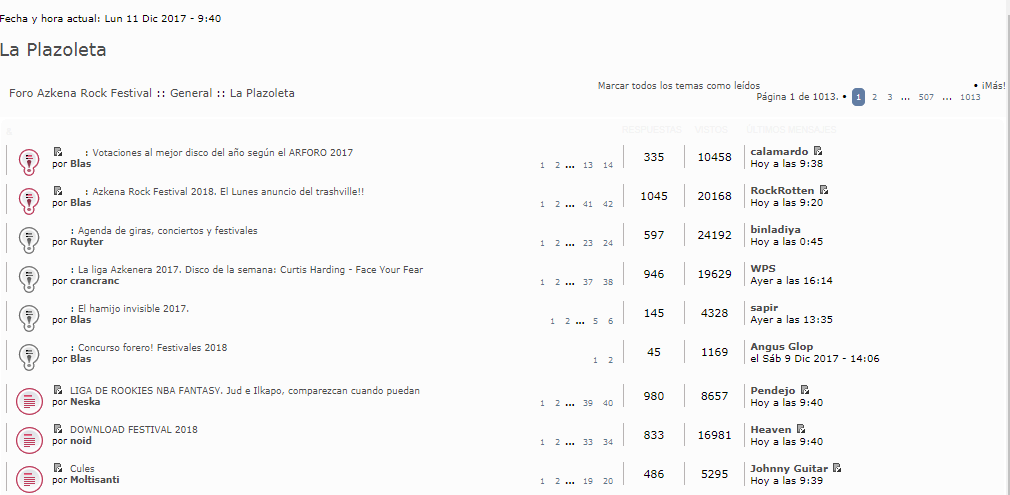 Fecha y hora actual: Lun 11 Dic 2017 - 9:40
La Plazoleta
Marcar todos los temas como leídos • ¡Más!
Foro Azkena Rock Festival :: General :: La Plazoleta
Página 1 de 1013. • 1 2 3 ... 507 ... 1013
RESPUESTAS VISTOS ÚLTIMOS MENSAJES
: Votaciones al mejor disco del año según el ARFORO 2017
por Blas
1 2 ... 13 14
335 10458
calamardo
Hoy a las 9:38
: Azkena Rock Festival 2018. El Lunes anuncio del trashville!!
por Blas
1 2 ... 41 42
1045 20168
RockRotten
Hoy a las 9:20
: Agenda de giras, conciertos y festivales
por Ruyter
1 2 ... 23 24
597 24192
binladiya
Hoy a las 0:45
: La liga Azkenera 2017. Disco de la semana: Curtis Harding - Face Your Fear
por crancranc
1 2 ... 37 38
946 19629
WPS
Ayer a las 16:14
: El hamijo invisible 2017.
por Blas
1 2 ... 5 6
145 4328
sapir
Ayer a las 13:35
: Concurso forero! Festivales 2018
por Blas
1 2
45 1169
Angus Glop
el Sáb 9 Dic 2017 - 14:06
LIGA DE ROOKIES NBA FANTASY. Jud e Ilkapo, comparezcan cuando puedan
por Neska
1 2 ... 39 40
980 8657
Pendejo
Hoy a las 9:40
DOWNLOAD FESTIVAL 2018
por noid
1 2 ... 33 34
833 16981
Heaven
Hoy a las 9:40
Cules
por Moltisanti
1 2 ... 19 20
486 5295
Johnny Guitar
Hoy a las 9:39